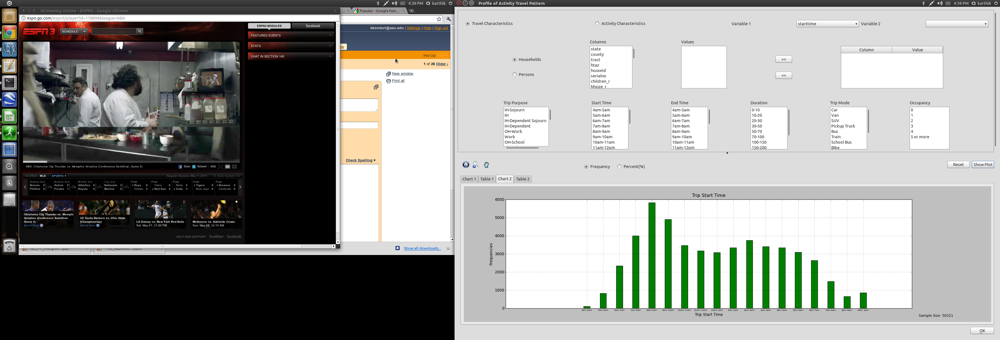 4:39 PM karthik
Profile of Activity Travel Pattern
4:39 PM karthik
Streaming Online - ESPN3 - Google Chrome
espn.go.com/espn3/player?id=178898&league=NBA
Popular - Google Fast...
ESPN3
SCHEDULE
ESPN3 MODULES
facebook
FEATURED EVENTS
STATS
CHAT IN SECTION 140
NBA: Oklahoma City Thunder vs. Memphis Grizzlies (Conference Semifinal, Game 3)
Share
Retweet
VIEW:
SCORES - MLB
SPORTS
Regular Season: May 7, 2011
Auto Update: On
Bottom 2nd
Braves 0
Phillies 0
Bottom 2nd
Astros 0
Pirates 1
Middle 3rd
Athletics 0
Royals 0
Top 2nd
Nationals 2
Marlins 0
Final
Rays 8
Orioles 2
Final
Twins 0
Red Sox 4
Final
Reds 2
Cubs 3
Final
Tigers 9
Blue Jays 0
Final
Brewers 4
Cardinals 0
Oklahoma City Thunder vs. Memphis
Grizzlies (Conference Semifinal,
Game 3)
Watch Now
UC Santa Barbara vs. Ohio State
(Championship)
Watch Now
LA Galaxy vs. New York Red Bulls
Sat, May 07, 11:00 PM
Melbourne vs. Adelaide Crows
Sun, May 08, 12:10 AM
HELP AND SUPPORT twitter facebook
kkonduri@asu.edu | Settings | Help | Sign out
Web Clip < >
1 of 26 Older ›
New window
Print all
Check Spelling
Show all downloads...
Travel Characteristics
Activity Characteristics
Variable 1
starttime
Variable 2
Columns
state
county
tract
htaz
houseid
serialno
children_r
hhsize_r
Values
Households
Persons
>>
<<
Column Value
Trip Purpose
IH-Sojourn
IH
IH-Dependent Sojourn
IH-Dependent
OH-Work
Work
OH-School
Start Time
4am-5am
5am-6am
6am-7am
7am-8am
8am-9am
9am-10am
10am-11am
11am-12pm
End Time
4am-5am
5am-6am
6am-7am
7am-8am
8am-9am
9am-10am
10am-11am
11am-12pm
Duration
0-10
10-20
20-30
30-50
50-70
70-100
100-150
150-200
Trip Mode
Car
Van
SUV
Pickup Truck
Bus
Train
School Bus
Bike
Occupancy
0
1
2
3
4
5 or more
Frequency
Percent(%)
Reset
Show Plot
Chart 1 Table 1 Chart 2 Table 2
Trip Start Time
6000
5000
4000
3000
2000
1000
0
Frequencies
4am-5am 5am-6am 6am-7am 7am-8am 8am-9am 9am-10am 10am-11am 11am-12pm 12pm-1pm 1pm-2pm 2pm-3pm 3pm-4pm 4pm-5pm 5pm-6pm 6pm-7pm 7pm-8pm 8pm-9pm After 9pm
Trip Start Time
Sample Size: 50321
OK